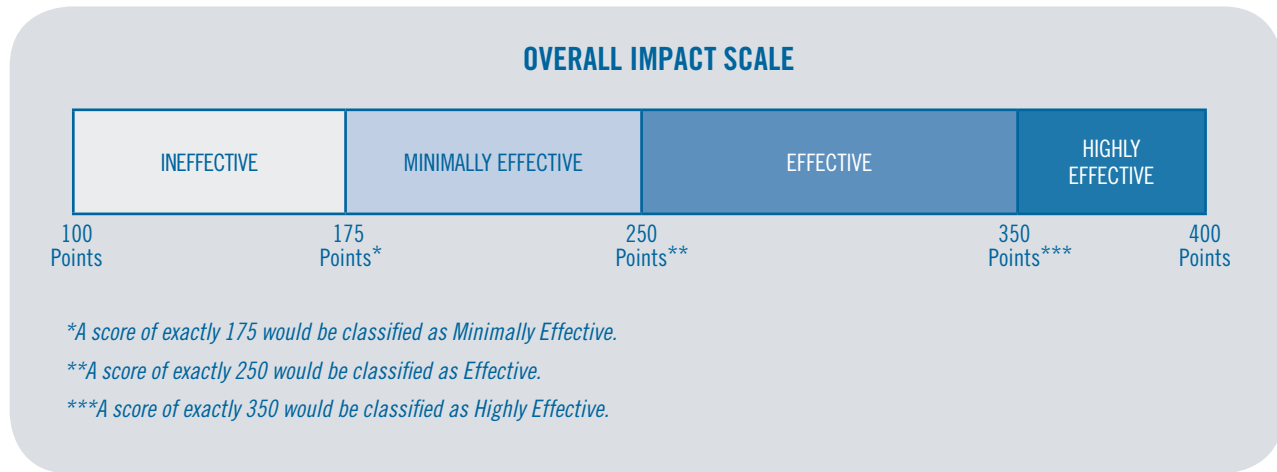 OVERALL IMPACT SCALE
INEFFECTIVE
MINIMALLY EFFECTIVE
EFFECTIVE
HIGHLY
EFFECTIVE
100
Points
175
Points*
250
Points**
350
Points***
400
Points
*A score of exactly 175 would be classified as Minimally Effective.
**A score of exactly 250 would be classified as Effective.
***A score of exactly 350 would be classified as Highly Effective.